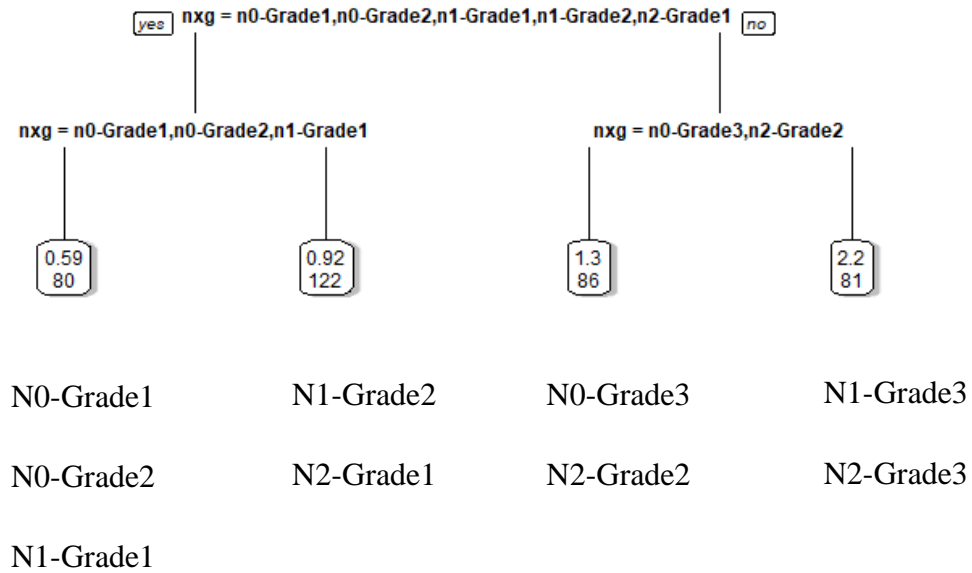 yes nxg = n0-Grade1,n0-Grade2,n1-Grade1,n1-Grade2,n2-Grade1 no
nxg = n0-Grade1,n0-Grade2,n1-Grade1 nxg = n0-Grade3,n2-Grade2
0.59 0.92 1.3 2.2
80 122 86 81
N0-Grade1 N1-Grade2 N0-Grade3 N1-Grade3
N0-Grade2 N2-Grade1 N2-Grade2 N2-Grade3
N1-Grade1